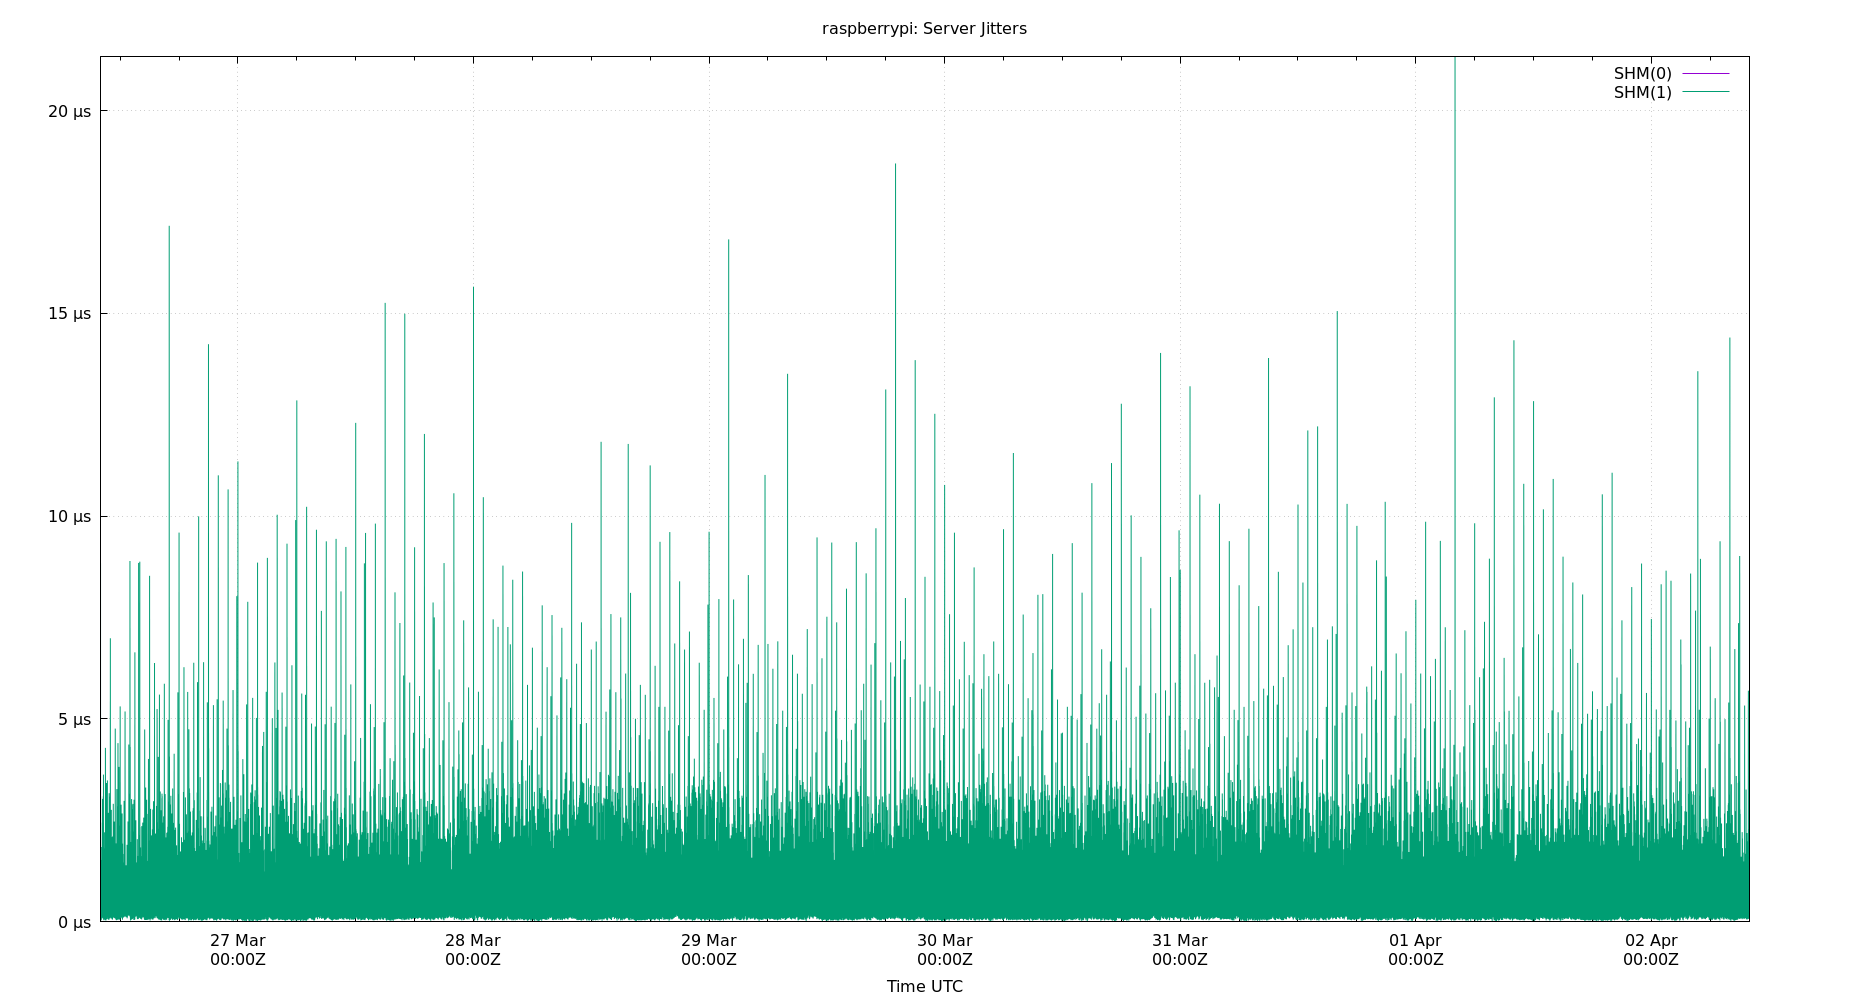 raspberrypi: Server Jitters
SHM(0)
SHM(1)
20 µs
15 µs
10 µs
5 µs
0 µs
27 Mar 28 Mar 29 Mar 30 Mar 31 Mar 01 Apr 02 Apr
00:00Z 00:00Z 00:00Z 00:00Z 00:00Z 00:00Z 00:00Z
Time UTC